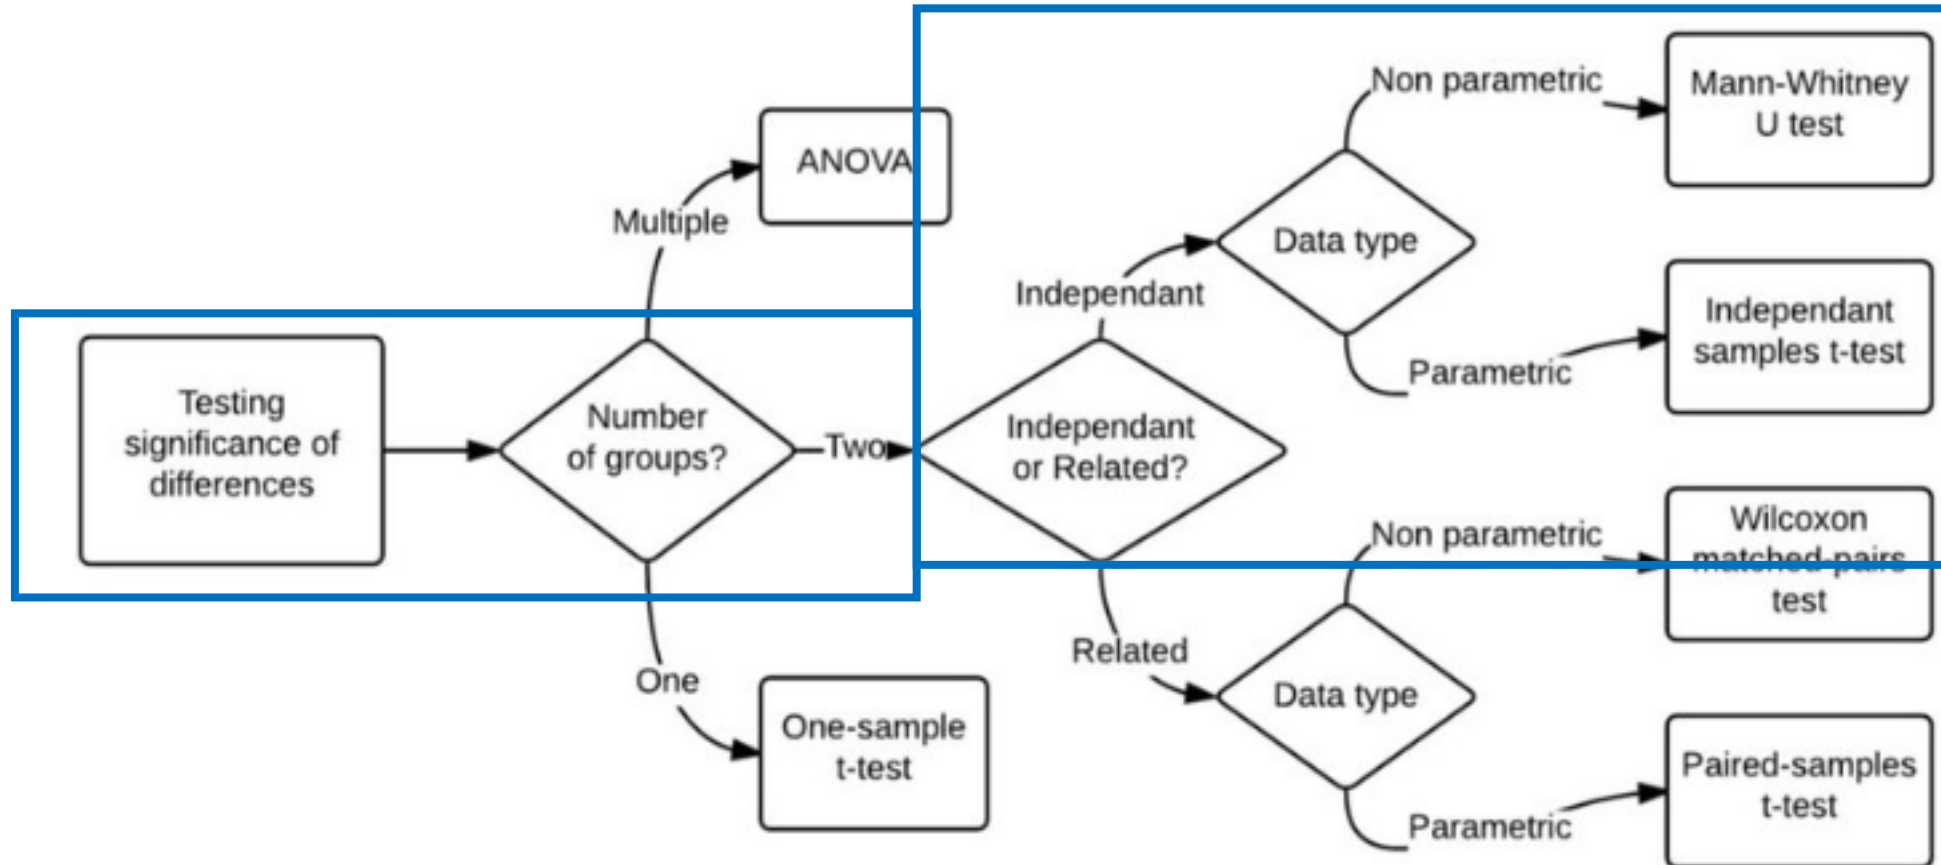 Testing
significance of
differences
Number
of groups?
Multiple
ANOVA
Two
One
One-sample
t-test
Independant
or Related?
Independant
Data type
Non parametric
Mann-Whitney
U test
Parametric
Independant
samples t-test
Related
Data type
Non parametric
Wilcoxon
matched-pairs
test
Parametric
Paired-samples
t-test